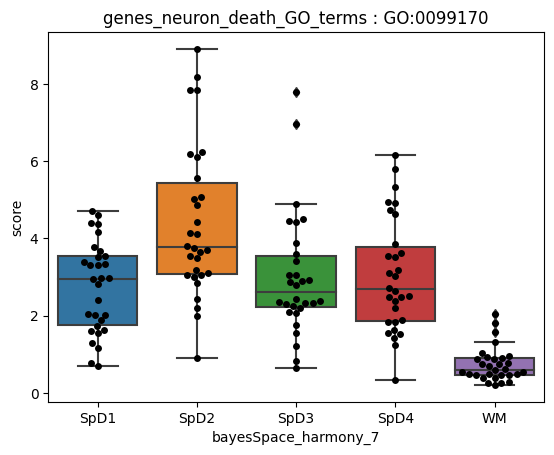 genes_neuron_death_GO_terms : GO:0099170
8
6
4
2
0
score
SpD1 SpD2 SpD3 SpD4 WM
bayesSpace_harmony_7